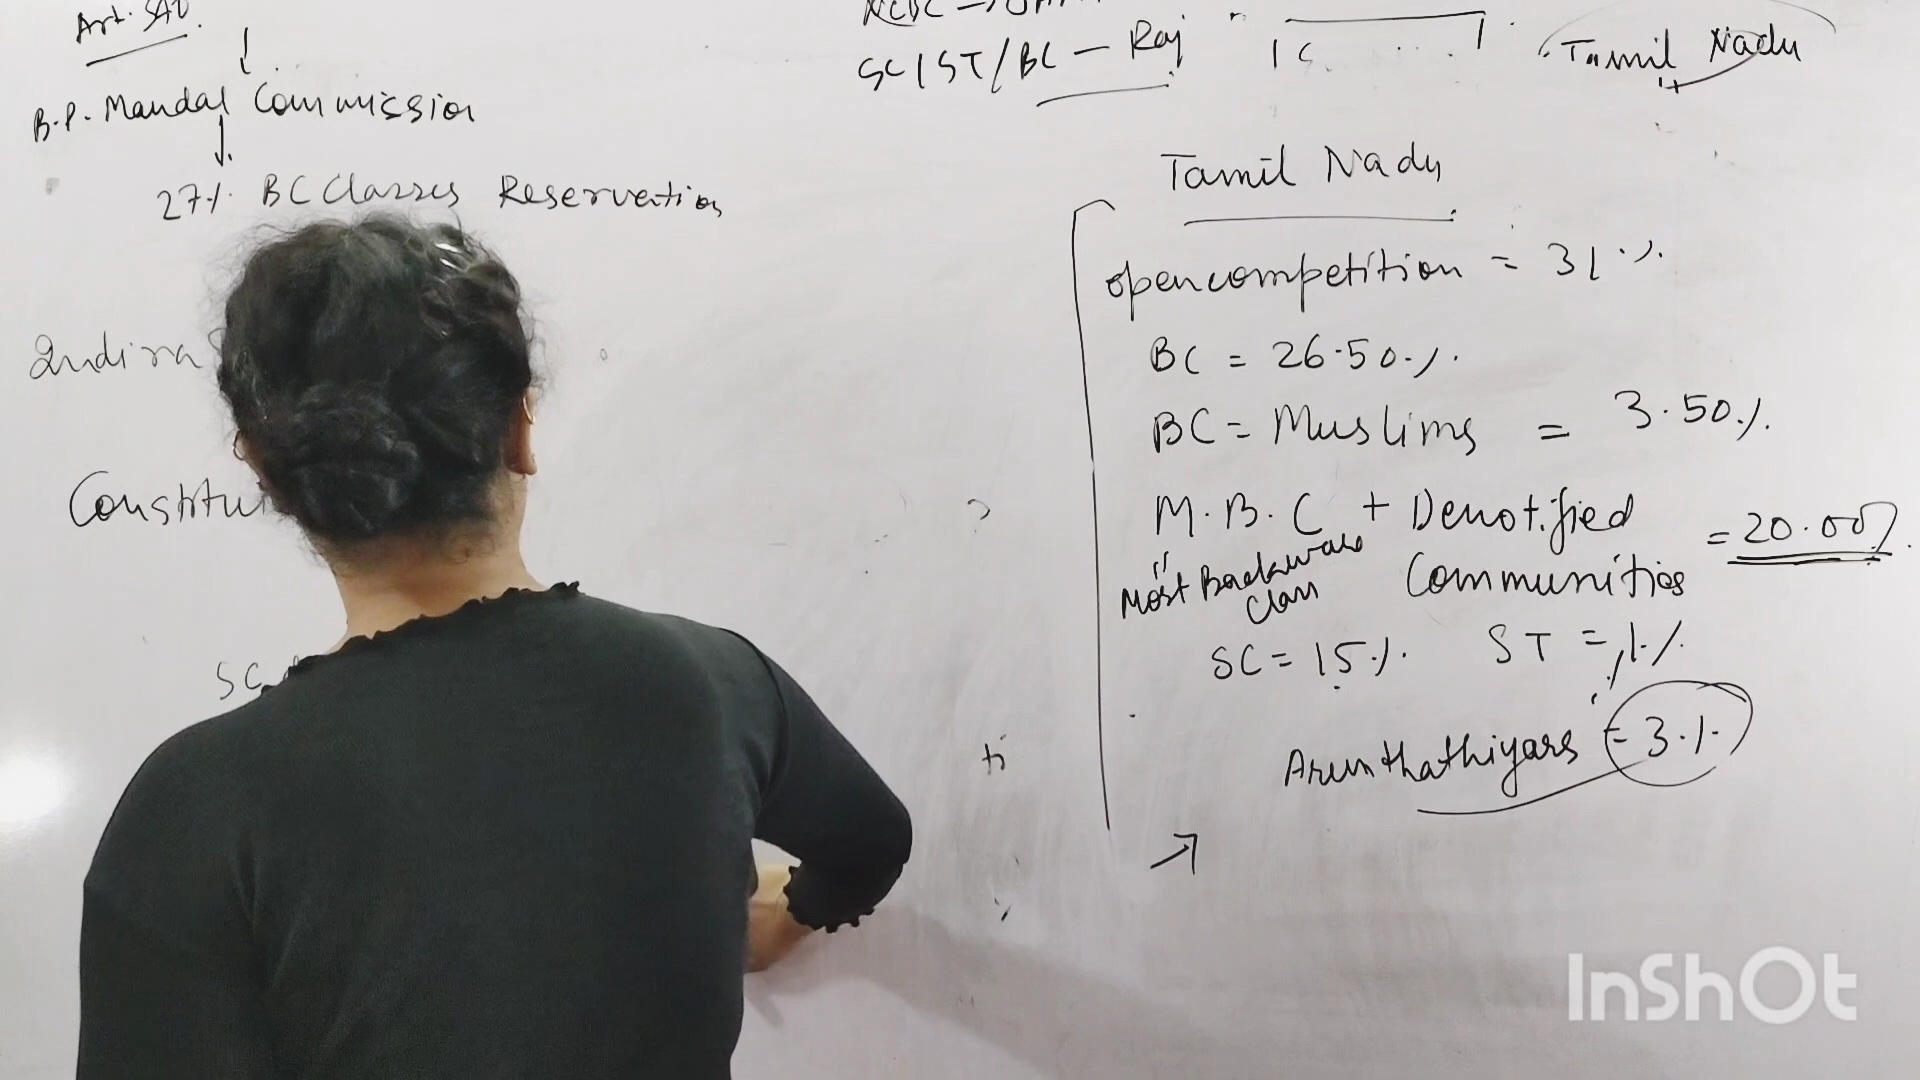 Art. 340.
B.P. Mandal Commission
27% BC Classes Reservation
Indira
Constitu
SC
SC/ST/BC - Raj
Tamil Nadu
Tamil Nadu
opencompetition = 31%
BC = 26.50%
BC = Muslims = 3.50%
M.B.C + Denotified Communities = 20.00%
"
Most Backward Class
SC = 15% ST = 1%
Arunthathiyars = 3%
InShOt